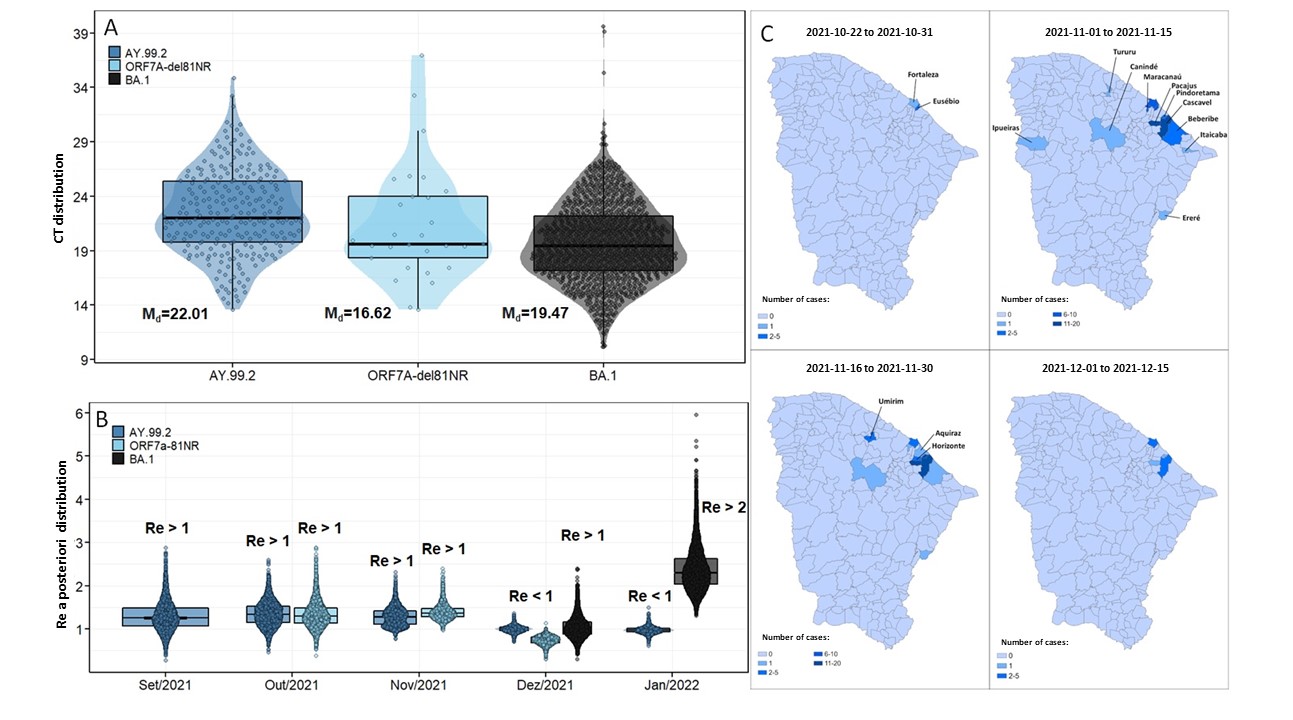 A
AY.99.2
ORF7A-del81NR
BA.1
CT distribution
39
34
29
24
19
14
9
Md=22.01
Md=16.62
Md=19.47
AY.99.2
ORF7A-del81NR
BA.1
B
AY.99.2
ORF7a-81NR
BA.1
Re a posteriori distribution
6
5
4
3
2
1
Re > 1
Re > 1
Re > 1
Re > 1
Re > 1
Re < 1
Re > 1
Re < 1
Re > 2
Set/2021
Out/2021
Nov/2021
Dez/2021
Jan/2022
C
2021-10-22 to 2021-10-31
Fortaleza
Eusébio
Number of cases:
0
1
2-5
2021-11-01 to 2021-11-15
Tururu
Canindé
Maracanaú
Pacajus
Pindoretama
Cascavel
Beberibe
Itaicaba
Ipueiras
Ereré
Number of cases:
0
1
2-5
6-10
11-20
2021-11-16 to 2021-11-30
Umirim
Aquiraz
Horizonte
Number of cases:
0
1
2-5
6-10
11-20
2021-12-01 to 2021-12-15
Number of cases:
0
1
2-5